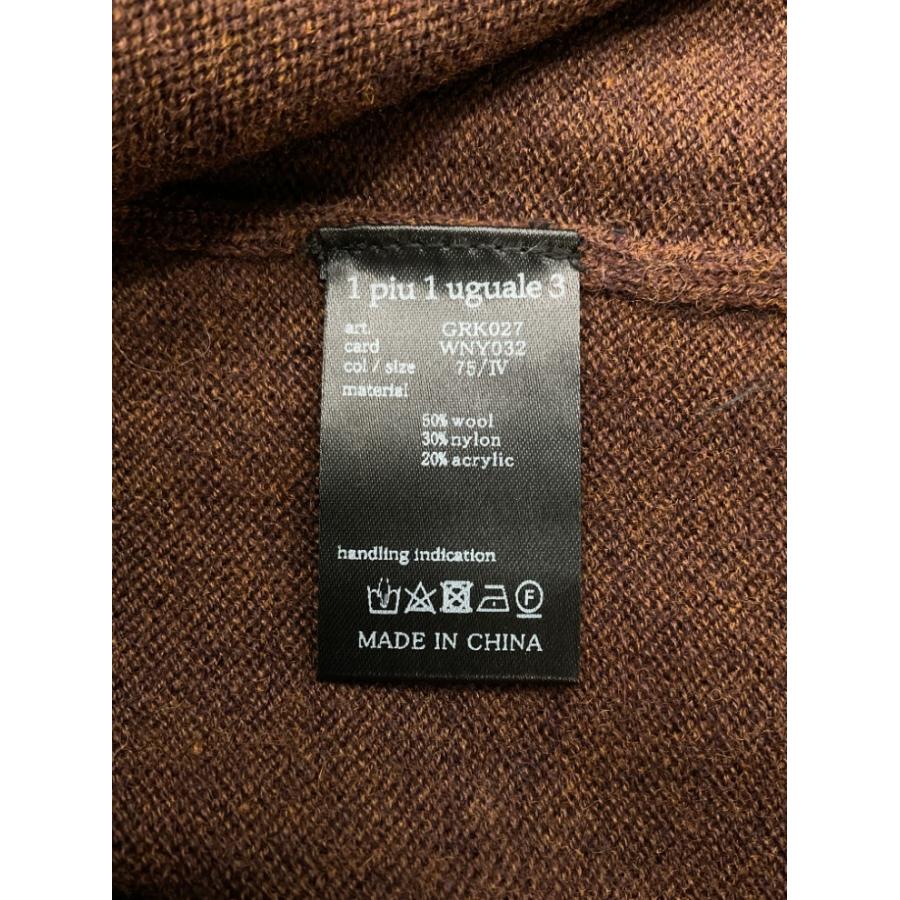 1 piu 1 uguale 3
art. GRK027
card WNY032
col / size 75/IV
material
50% wool
30% nylon
20% acrylic
handling indication
F
MADE IN CHINA